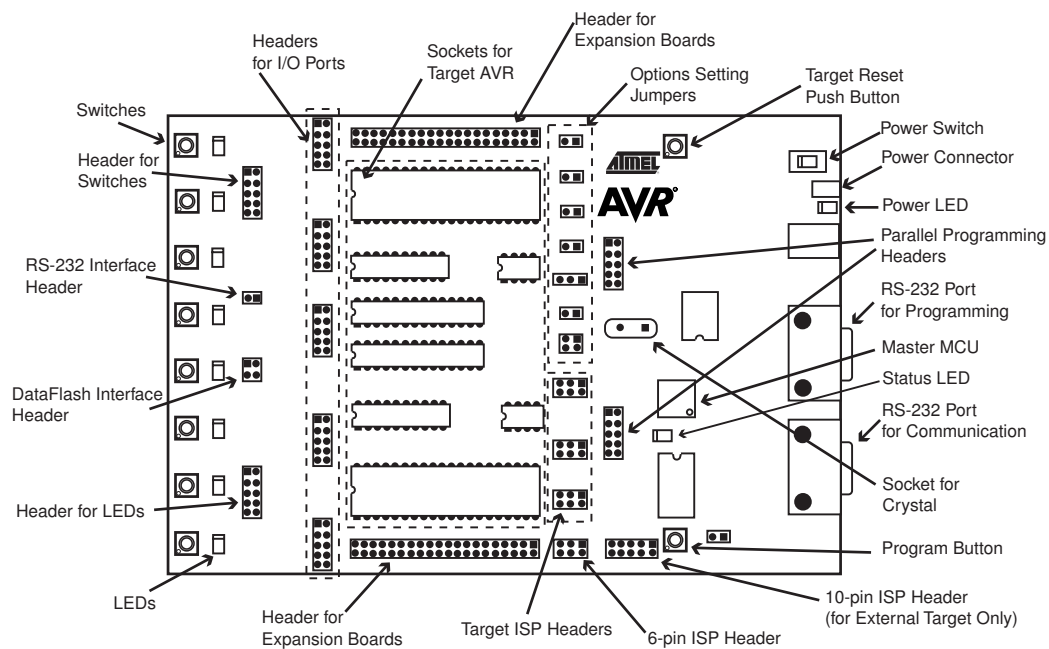 Header for
Expansion Boards
Headers
for I/O Ports
Sockets for
Target AVR
Options Setting
Jumpers
Target Reset
Push Button
Switches
Power Switch
Header for
Switches
Power Connector
ATMEL
AVR®
Power LED
Parallel Programming
Headers
RS-232 Interface
Header
RS-232 Port
for Programming
Master MCU
Status LED
DataFlash Interface
Header
RS-232 Port
for Communication
Socket for
Crystal
Header for LEDs
Program Button
LEDs
10-pin ISP Header
(for External Target Only)
Header for
Expansion Boards
Target ISP Headers
6-pin ISP Header